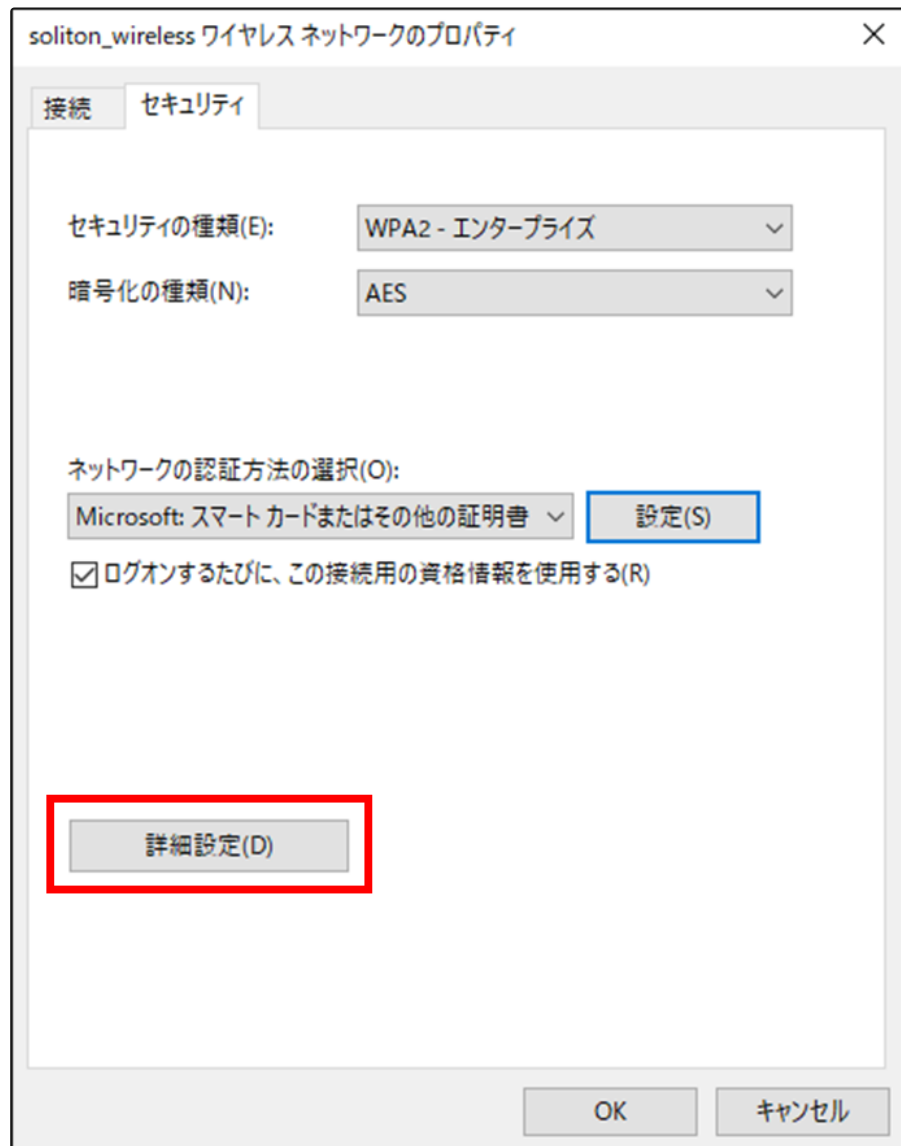 soliton_wireless ワイヤレス ネットワークのプロパティ
接続 セキュリティ
セキュリティの種類(E): WPA2 - エンタープライズ
暗号化の種類(N): AES
ネットワークの認証方法の選択(O):
Microsoft: スマート カードまたはその他の証明書 設定(S)
ログオンするたびに、この接続用の資格情報を使用する(R)
詳細設定(D)
OK キャンセル